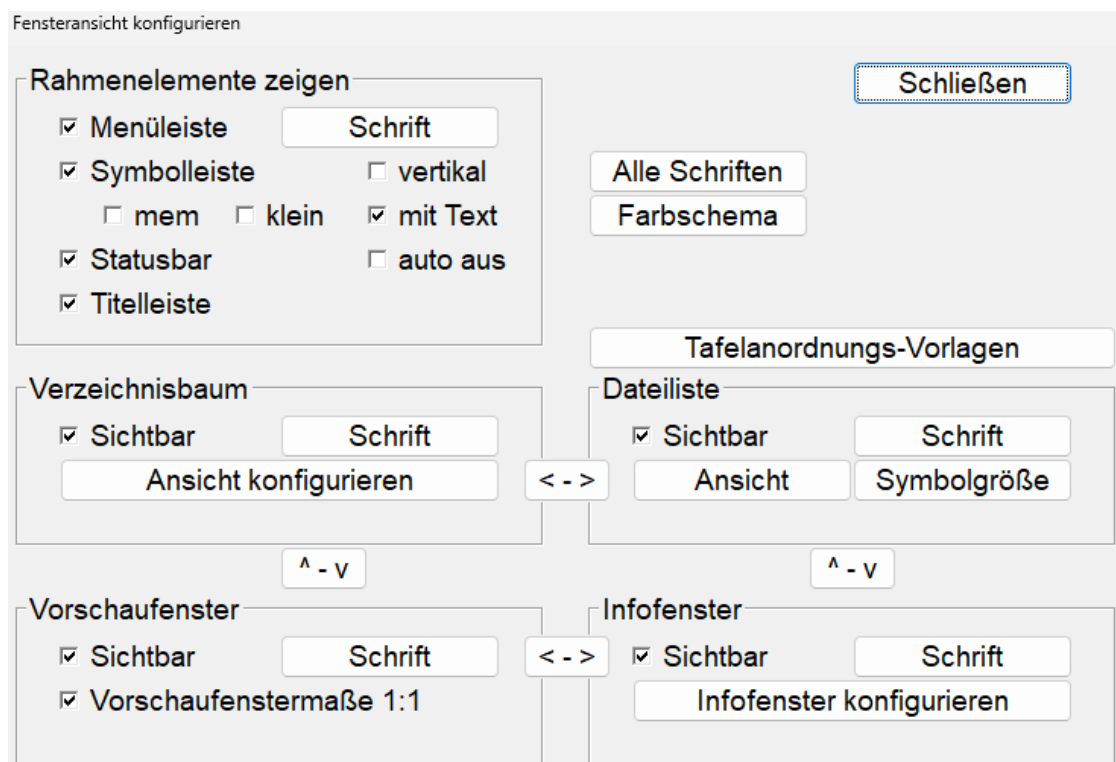 Fensteransicht konfigurieren
Rahmenelemente zeigen
Schließen
Menüleiste Schrift
Symbolleiste vertikal
Alle Schriften
mem klein mit Text
Farbschema
Statusbar auto aus
Titelleiste
Tafelanordnungs-Vorlagen
Verzeichnisbaum
Dateiliste
Sichtbar Schrift
Sichtbar Schrift
Ansicht konfigurieren
< - >
Ansicht Symbolgröße
^ - v
^ - v
Vorschaufenster
Infofenster
Sichtbar Schrift
< - >
Sichtbar Schrift
Vorschaufenstermaße 1:1
Infofenster konfigurieren